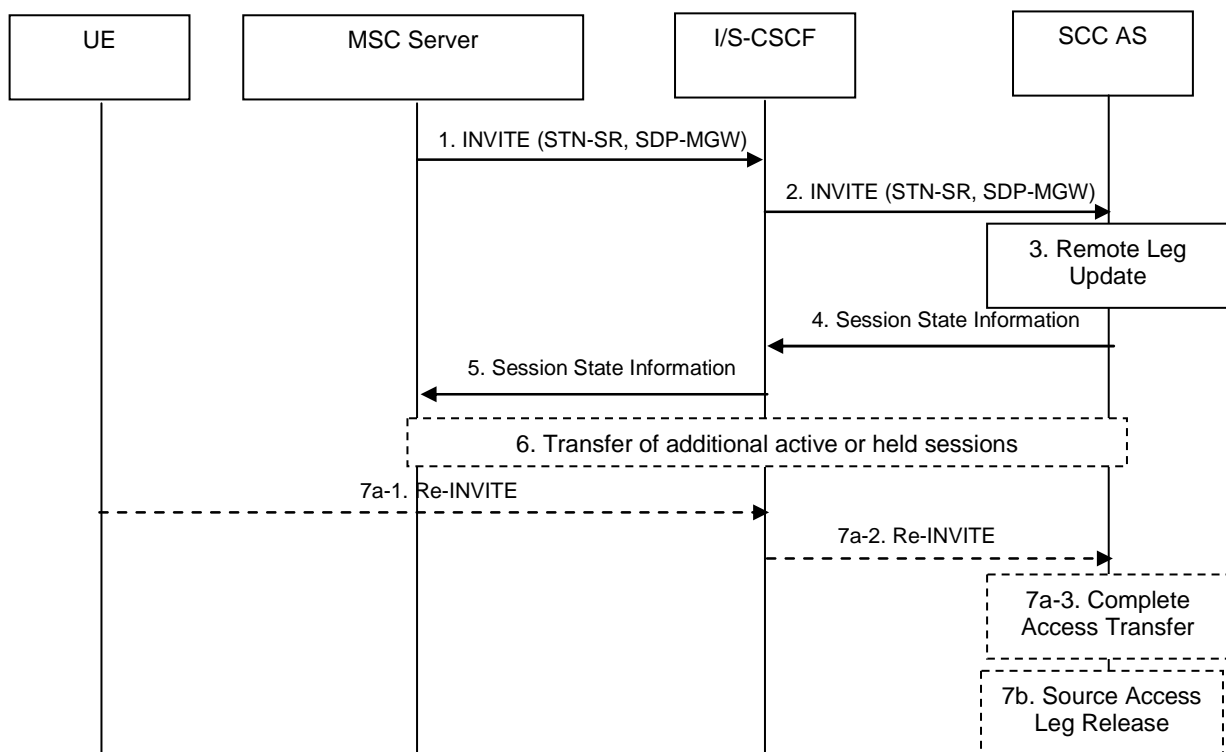 UE
MSC Server
I/S-CSCF
SCC AS
1. INVITE (STN-SR, SDP-MGW)
2. INVITE (STN-SR, SDP-MGW)
3. Remote Leg
Update
4. Session State Information
5. Session State Information
6. Transfer of additional active or held sessions
7a-1. Re-INVITE
7a-2. Re-INVITE
7a-3. Complete
Access Transfer
7b. Source Access
Leg Release